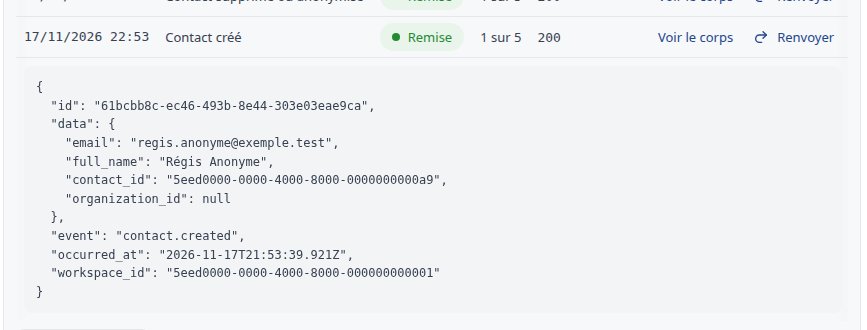 17/11/2026 22:53 Contact créé Remise 1 sur 5 200 Voir le corps Renvoyer
{
"id": "61bcbb8c-ec46-493b-8e44-303e03eae9ca",
"data": {
"email": "regis.anonyme@exemple.test",
"full_name": "Régis Anonyme",
"contact_id": "5eed0000-0000-4000-8000-0000000000a9",
"organization_id": null
},
"event": "contact.created",
"occurred_at": "2026-11-17T21:53:39.921Z",
"workspace_id": "5eed0000-0000-4000-8000-000000000001"
}